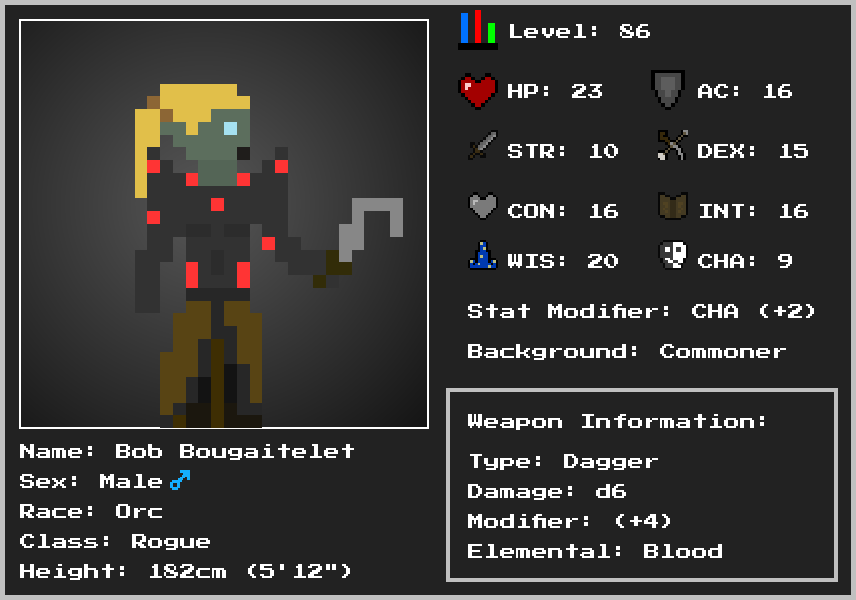 Level: 86
HP: 23
AC: 16
STR: 10
DEX: 15
CON: 16
INT: 16
WIS: 20
CHA: 9
Stat Modifier: CHA (+2)
Background: Commoner
Weapon Information:
Type: Dagger
Damage: d6
Modifier: (+4)
Elemental: Blood
Name: Bob Bougaitelet
Sex: Male ♂
Race: Orc
Class: Rogue
Height: 182cm (5'12")